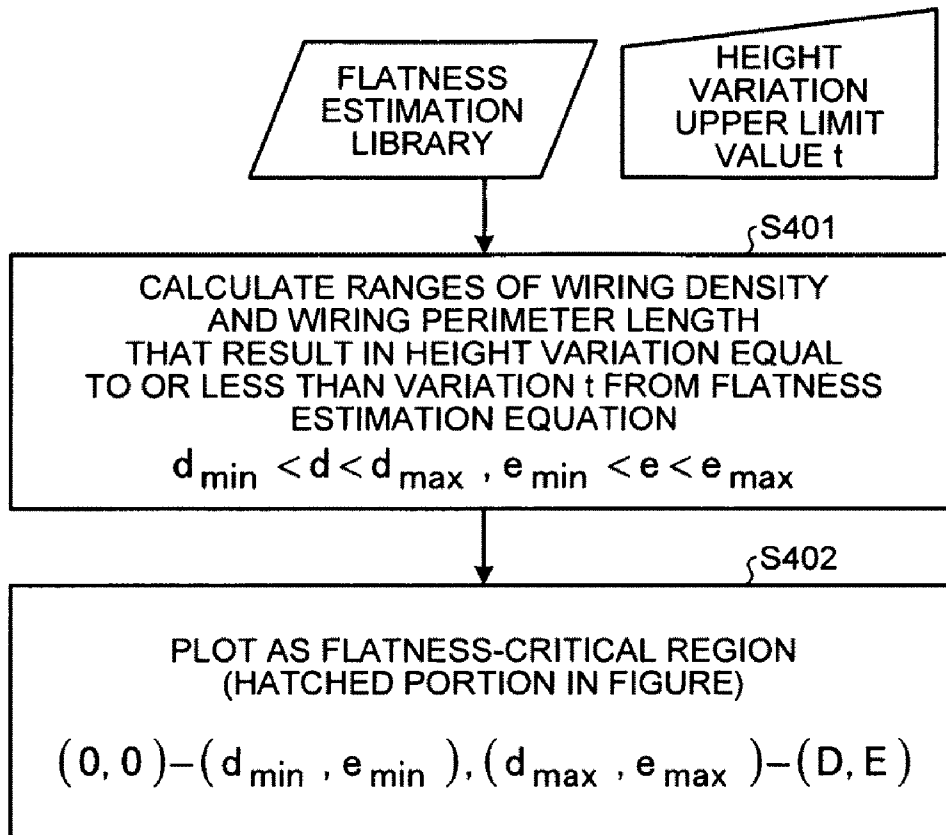 FLATNESS
ESTIMATION
LIBRARY
HEIGHT
VARIATION
UPPER LIMIT
VALUE t
S401
CALCULATE RANGES OF WIRING DENSITY
AND WIRING PERIMETER LENGTH
THAT RESULT IN HEIGHT VARIATION EQUAL
TO OR LESS THAN VARIATION t FROM FLATNESS
ESTIMATION EQUATION
d min < d < d max , e min < e < e max
S402
PLOT AS FLATNESS-CRITICAL REGION
(HATCHED PORTION IN FIGURE)
(0, 0)–(d min , e min ), (d max , e max )–(D, E)